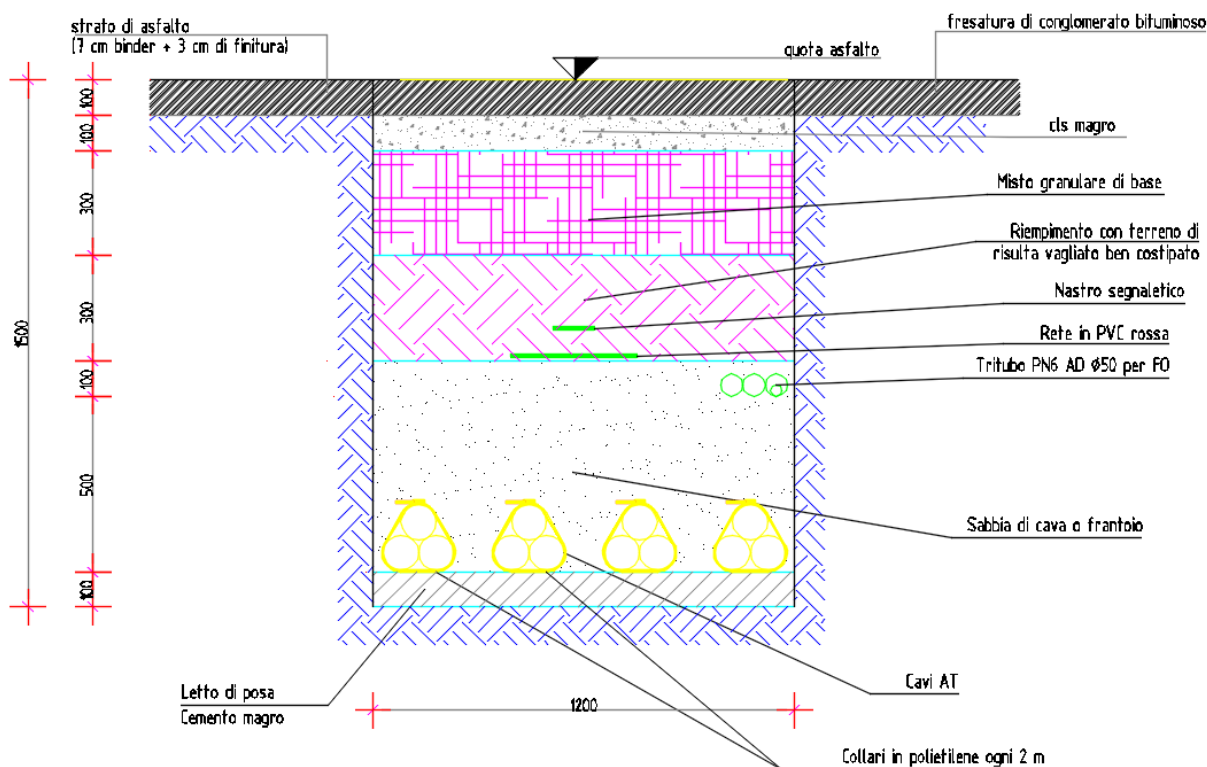 strato di asfalto
(7 cm binder + 3 cm di finitura)
fresatura di conglomerato bituminoso
quota asfalto
100
100
cls magro
300
Misto granulare di base
Riempimento con terreno di
risulta vagliato ben costipato
300
Nastro segnaletico
1500
Rete in PVC rossa
100
Tritubo PN6 AD Ø50 per FO
500
Sabbia di cava o frantoio
100
Cavi AT
Letto di posa
Cemento magro
1200
Collari in polietilene ogni 2 m